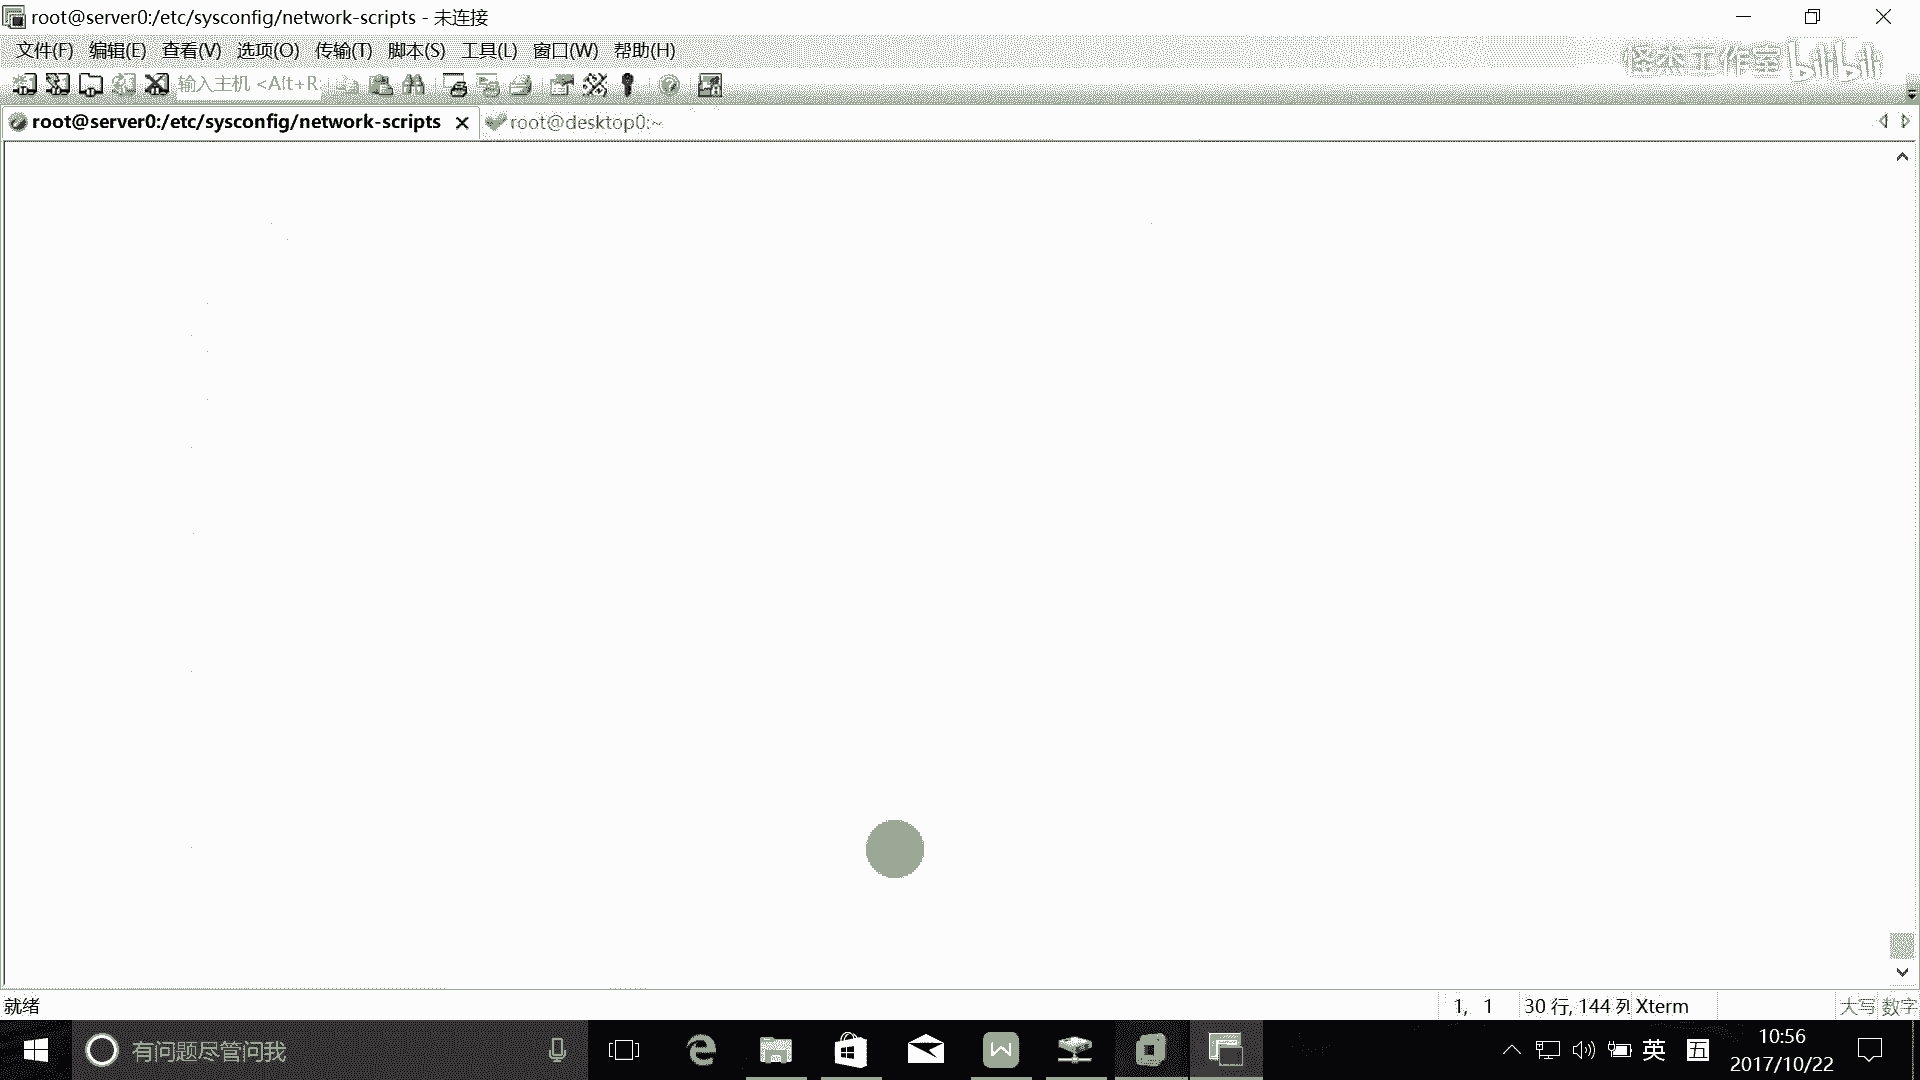 root@server0:/etc/sysconfig/network-scripts - 未连接
文件(F) 编辑(E) 查看(V) 选项(O) 传输(T) 脚本(S) 工具(L) 窗口(W) 帮助(H)
怪杰工作室 bilibili
输入主机 <Alt+R>
root@server0:/etc/sysconfig/network-scripts
root@desktop0:~
就绪
1, 1 30 行, 144 列 Xterm 大写 数字
有问题尽管问我
英 五
10:56
2017/10/22